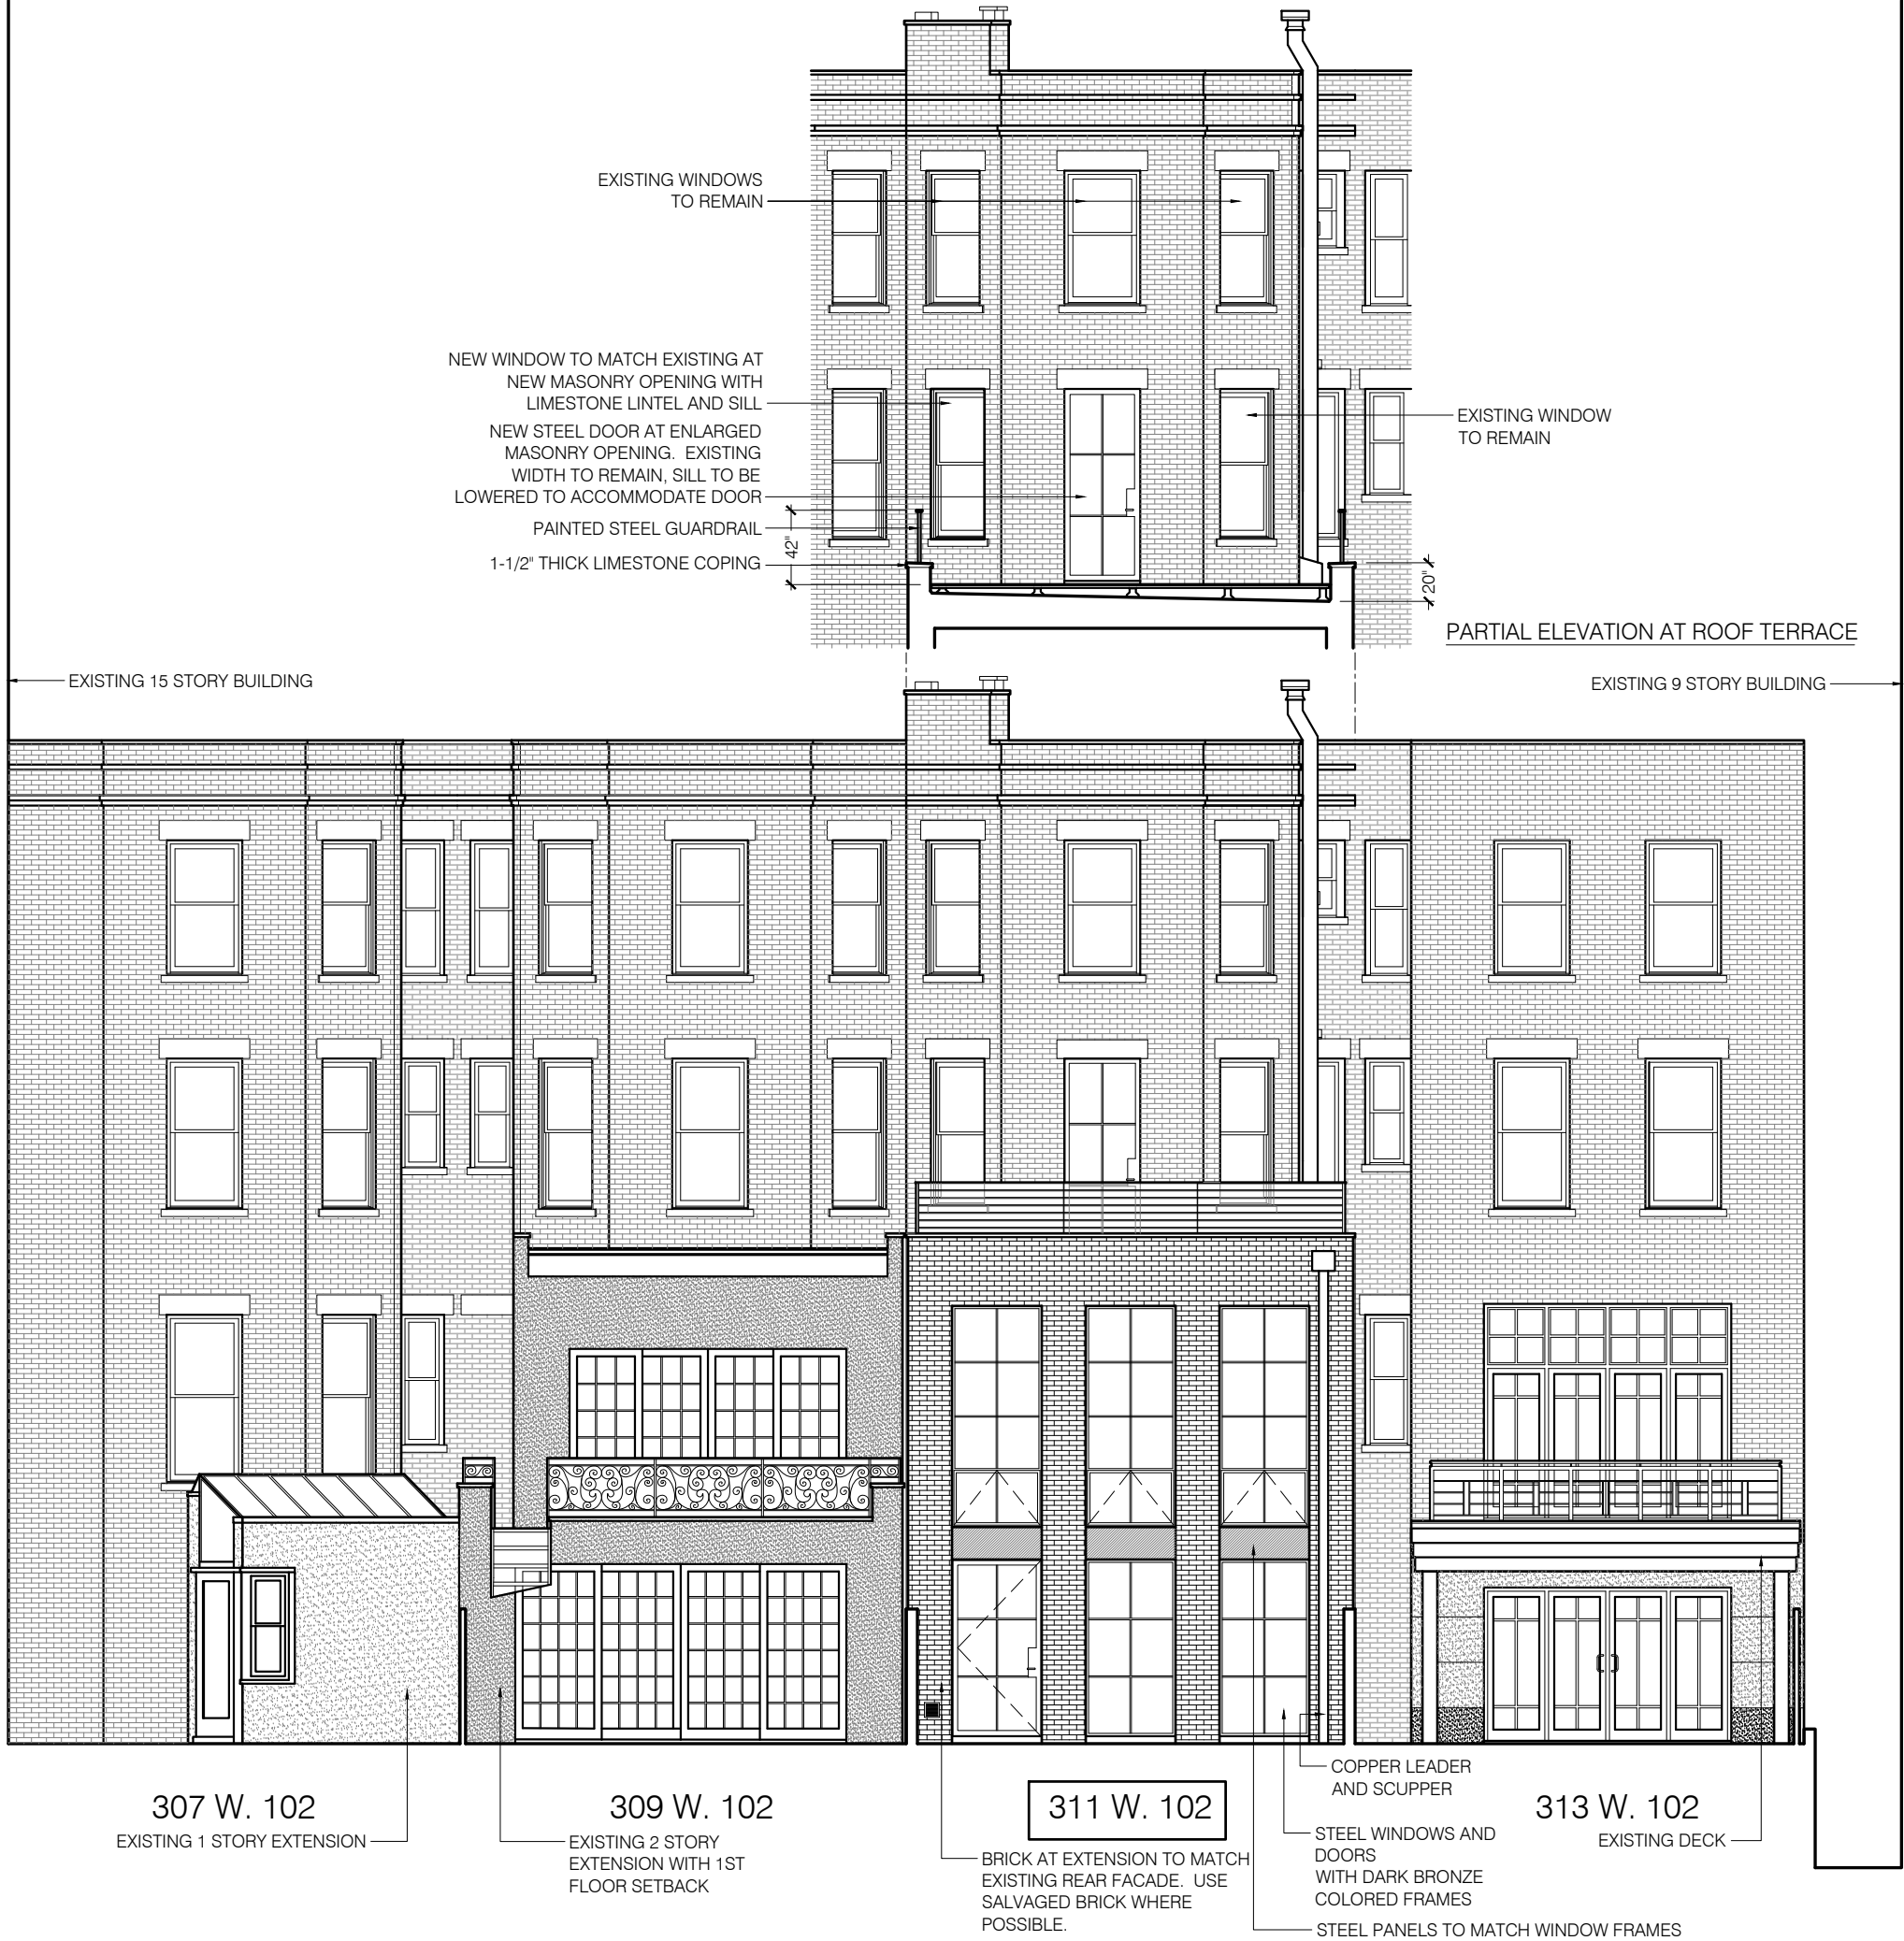 EXISTING WINDOWS
TO REMAIN
NEW WINDOW TO MATCH EXISTING AT
NEW MASONRY OPENING WITH
LIMESTONE LINTEL AND SILL
NEW STEEL DOOR AT ENLARGED
MASONRY OPENING. EXISTING
WIDTH TO REMAIN, SILL TO BE
LOWERED TO ACCOMMODATE DOOR
PAINTED STEEL GUARDRAIL
1-1/2" THICK LIMESTONE COPING
42"
EXISTING WINDOW
TO REMAIN
20"
PARTIAL ELEVATION AT ROOF TERRACE
EXISTING 15 STORY BUILDING
EXISTING 9 STORY BUILDING
307 W. 102
EXISTING 1 STORY EXTENSION
309 W. 102
EXISTING 2 STORY
EXTENSION WITH 1ST
FLOOR SETBACK
311 W. 102
BRICK AT EXTENSION TO MATCH
EXISTING REAR FACADE. USE
SALVAGED BRICK WHERE
POSSIBLE.
COPPER LEADER
AND SCUPPER
STEEL WINDOWS AND
DOORS
WITH DARK BRONZE
COLORED FRAMES
STEEL PANELS TO MATCH WINDOW FRAMES
313 W. 102
EXISTING DECK